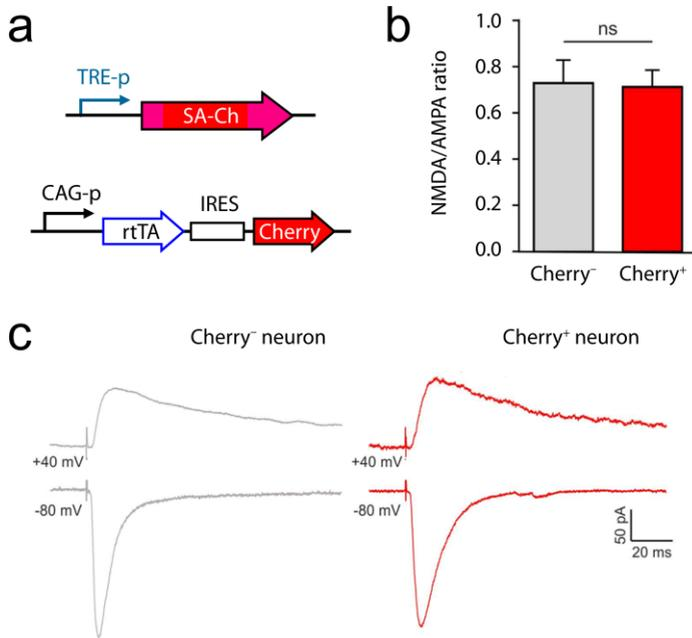 a
TRE-p
SA-Ch
CAG-p
rtTA
IRES
Cherry
b
NMDA/AMPA ratio
1.0
0.8
0.6
0.4
0.2
0.0
ns
Cherry⁻
Cherry⁺
c
Cherry⁻ neuron
Cherry⁺ neuron
+40 mV
-80 mV
+40 mV
-80 mV
50 pA
20 ms